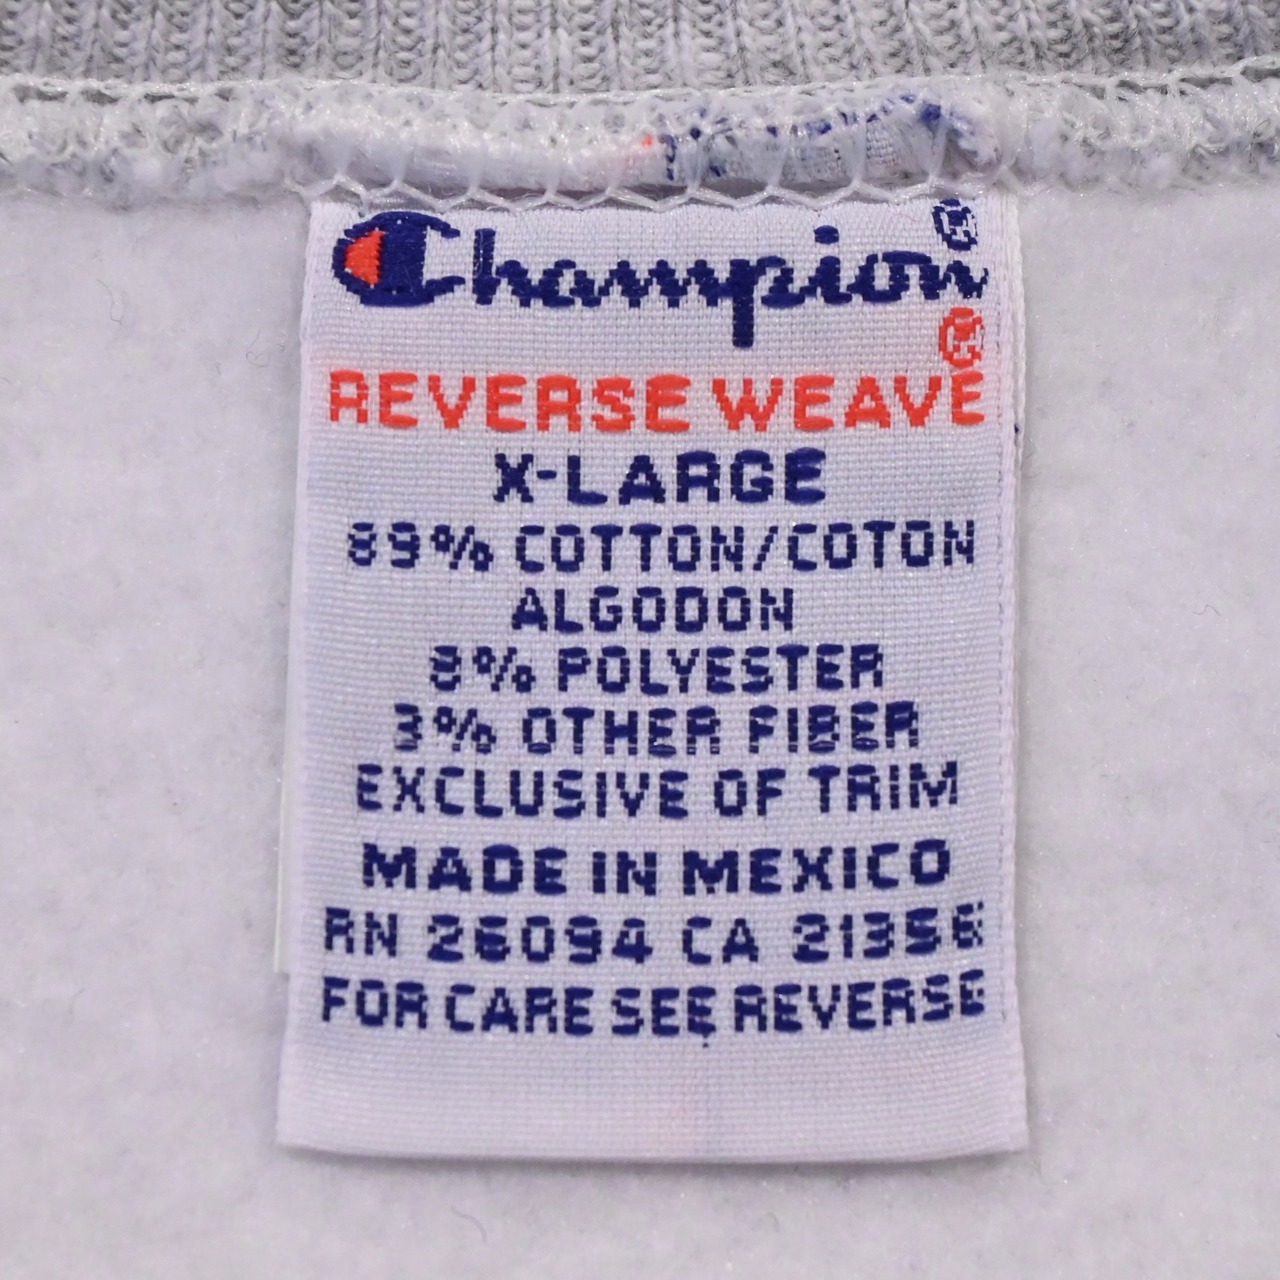 Champion®
®
REVERSE WEAVE
X-LARGE
89% COTTON/COTON
ALGODON
8% POLYESTER
3% OTHER FIBER
EXCLUSIVE OF TRIM
MADE IN MEXICO
RN 26094 CA 21356
FOR CARE SEE REVERSE